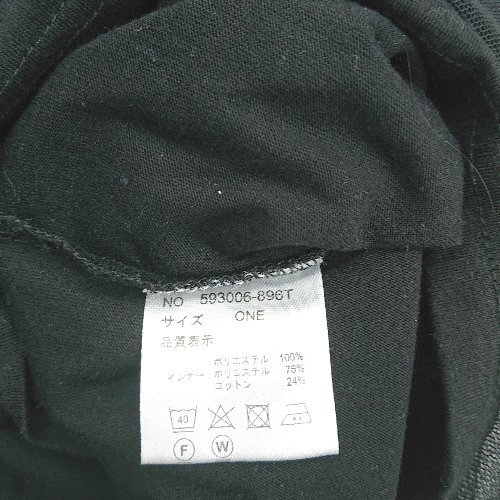 NO 593006-896T
サイズ ONE
品質表示
ポリエステル 100%
インナー ポリエステル 76%
コットン 24%
40
F W